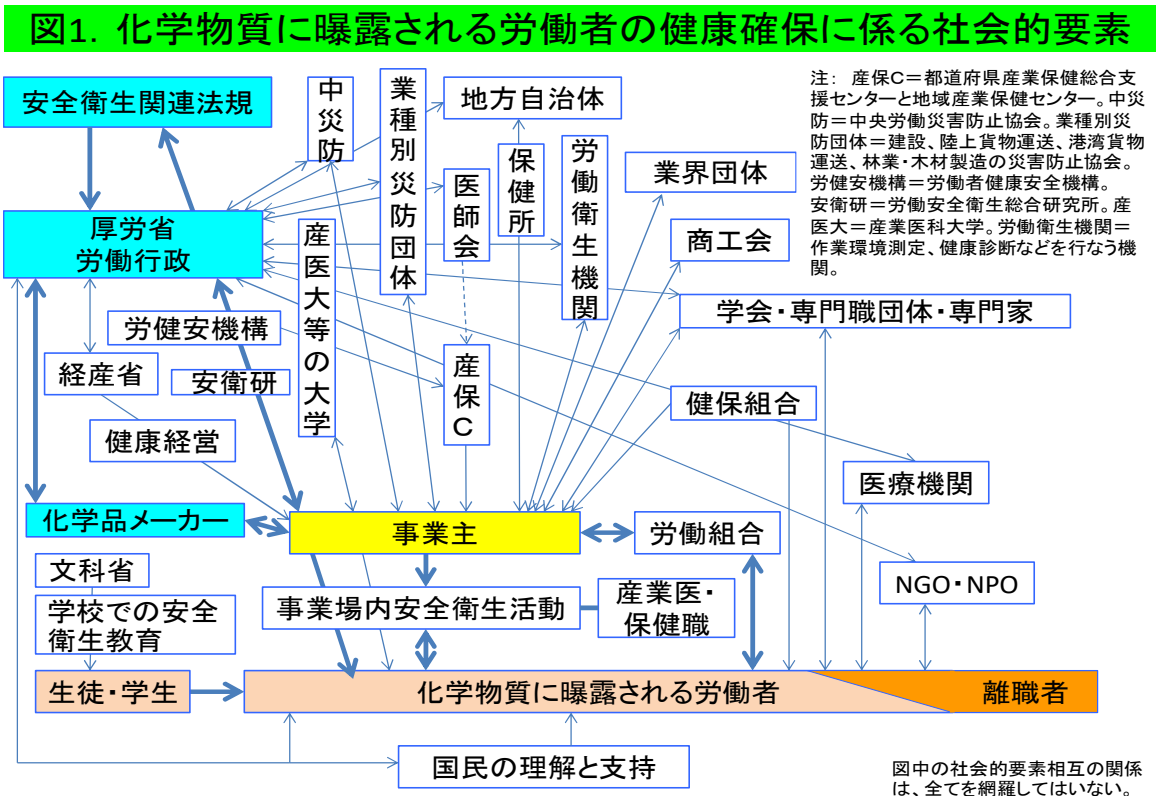 図1. 化学物質に曝露される労働者の健康確保に係る社会的要素
注： 産保C＝都道府県産業保健総合支
援センターと地域産業保健センター。中災
防＝中央労働災害防止協会。業種別災
防団体＝建設、陸上貨物運送、港湾貨物
運送、林業・木材製造の災害防止協会。
労健安機構＝労働者健康安全機構。
安衛研＝労働安全衛生総合研究所。産
医大＝産業医科大学。労働衛生機関＝
作業環境測定、健康診断などを行なう機
関。
安全衛生関連法規
中災防
業種別災防団体
地方自治体
保健所
労働衛生機関
医師会
業界団体
商工会
厚労省
労働行政
産医大等の大学
学会・専門職団体・専門家
労健安機構
経産省
安衛研
産保C
健保組合
健康経営
医療機関
化学品メーカー
事業主
労働組合
文科省
NGO・NPO
学校での安全
衛生教育
事業場内安全衛生活動
産業医・
保健職
生徒・学生
化学物質に曝露される労働者
離職者
国民の理解と支持
図中の社会的要素相互の関係
は、全てを網羅してはいない。